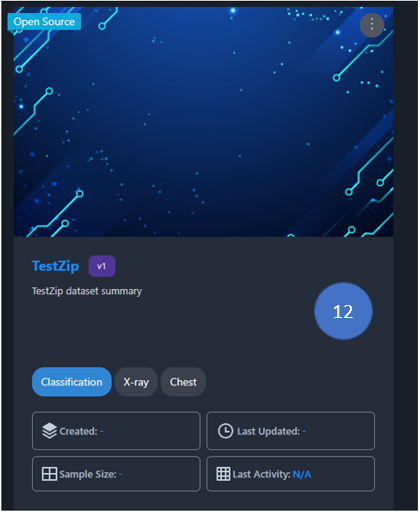 Open Source
TestZip v1
TestZip dataset summary
12
Classification X-ray Chest
Created: - Last Updated: -
Sample Size: - Last Activity: N/A